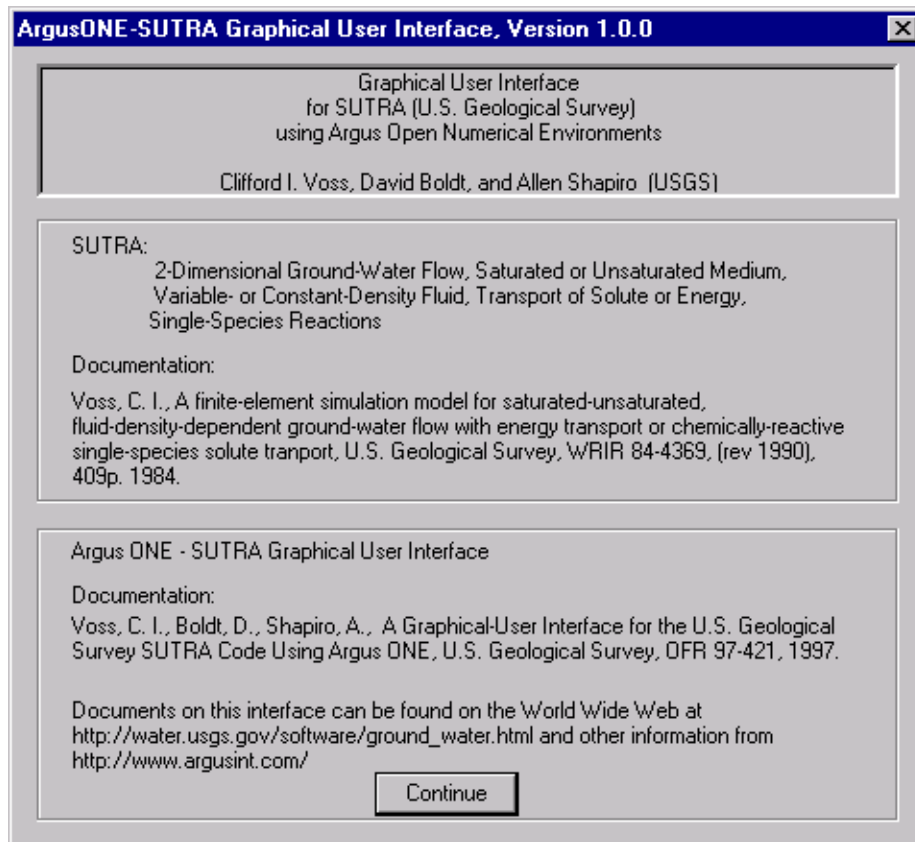 ArgusONE-SUTRA Graphical User Interface, Version 1.0.0
Graphical User Interface
for SUTRA (U.S. Geological Survey)
using Argus Open Numerical Environments
Clifford I. Voss, David Boldt, and Allen Shapiro (USGS)
SUTRA:
2-Dimensional Ground-Water Flow, Saturated or Unsaturated Medium,
Variable- or Constant-Density Fluid, Transport of Solute or Energy,
Single-Species Reactions
Documentation:
Voss, C. I., A finite-element simulation model for saturated-unsaturated,
fluid-density-dependent ground-water flow with energy transport or chemically-reactive
single-species solute tranport, U.S. Geological Survey, WRIR 84-4369, (rev 1990),
409p. 1984.
Argus ONE - SUTRA Graphical User Interface
Documentation:
Voss, C. I., Boldt, D., Shapiro, A., A Graphical-User Interface for the U.S. Geological
Survey SUTRA Code Using Argus ONE, U.S. Geological Survey, OFR 97-421, 1997.
Documents on this interface can be found on the World Wide Web at
http://water.usgs.gov/software/ground_water.html and other information from
http://www.argusint.com/
Continue